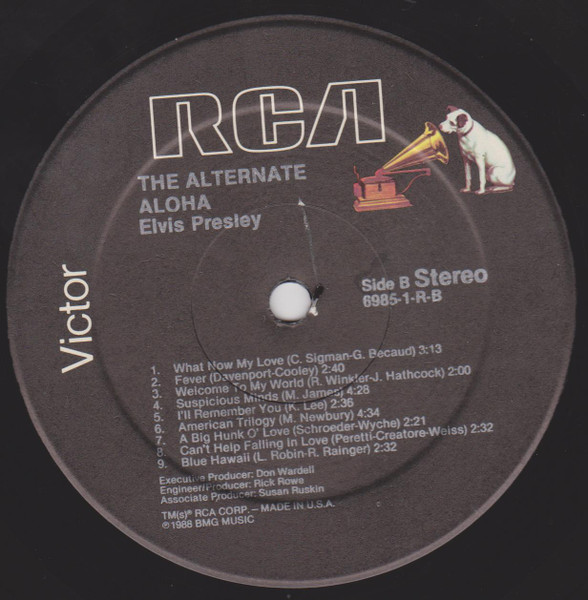 RCA
THE ALTERNATE
ALOHA
Elvis Presley
Victor
Side B Stereo
6985-1-R-B
1. What Now My Love (C. Sigman-G. Becaud) 3:13
2. Fever (Davenport-Cooley) 2:40
3. Welcome To My World (R. Winkler-J. Hathcock) 2:00
4. Suspicious Minds (M. James) 4:28
5. I'll Remember You (K. Lee) 2:36
6. American Trilogy (M. Newbury) 4:34
7. A Big Hunk O' Love (Schroeder-Wyche) 2:21
8. Can't Help Falling in Love (Peretti-Creatore-Weiss) 2:32
9. Blue Hawaii (L. Robin-R. Rainger) 2:32
Executive Producer: Don Wardell
Engineer/Producer: Rick Rowe
Associate Producer: Susan Ruskin
TM(s)® RCA CORP. — MADE IN U.S.A.
℗1988 BMG MUSIC